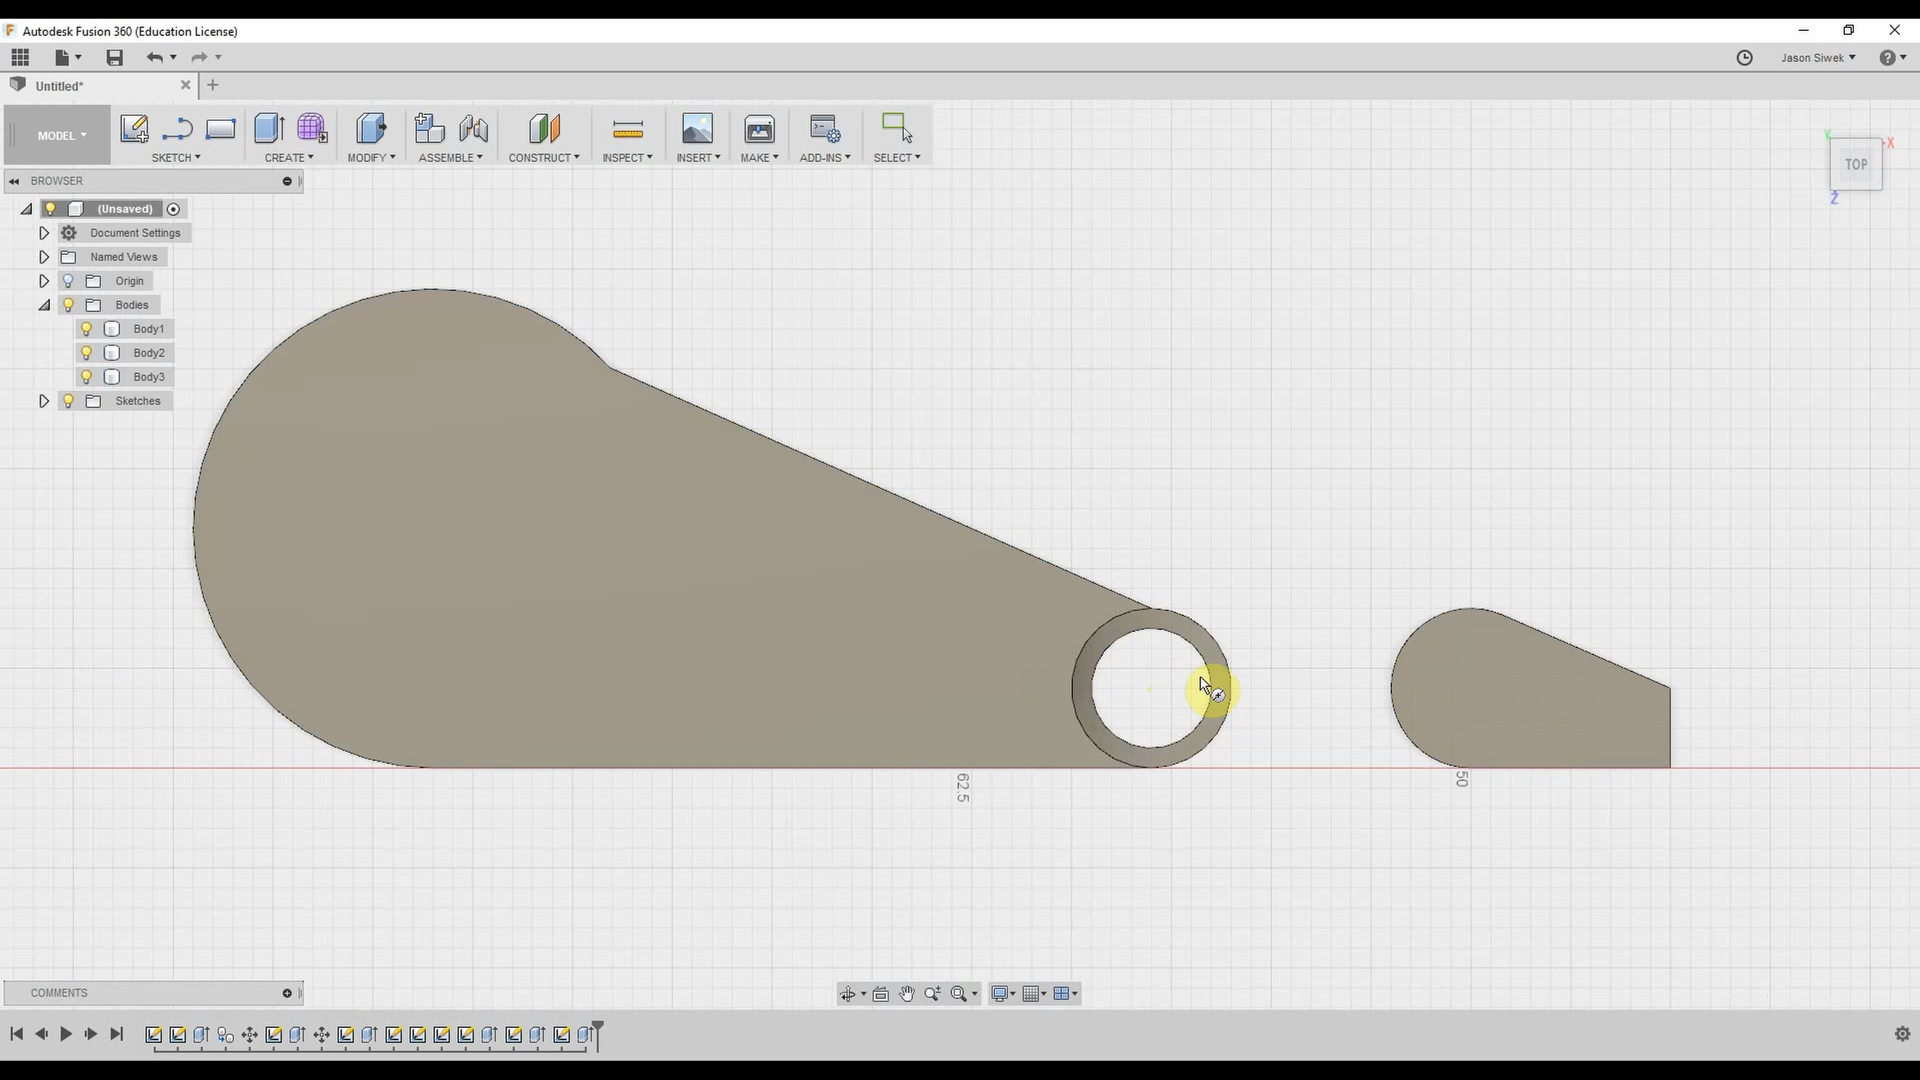 Autodesk Fusion 360 (Education License)
Jason Siwek
Untitled*
MODEL
SKETCH
CREATE
MODIFY
ASSEMBLE
CONSTRUCT
INSPECT
INSERT
MAKE
ADD-INS
SELECT
X
TOP
Z
BROWSER
(Unsaved)
Document Settings
Named Views
Origin
Bodies
Body1
Body2
Body3
Sketches
62.5
50
COMMENTS